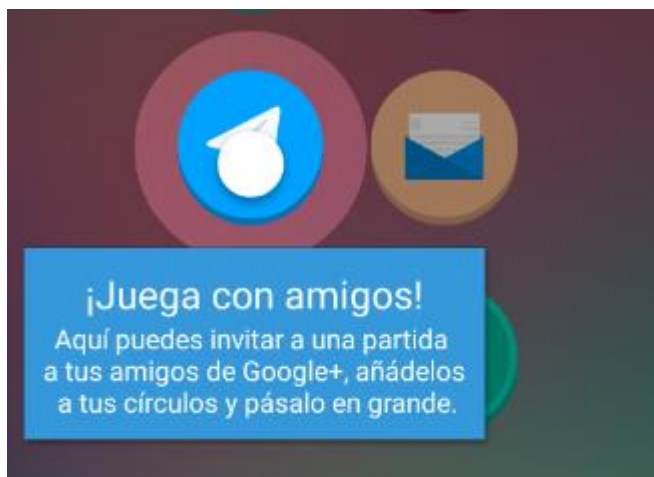 ¡Juega con amigos!
Aquí puedes invitar a una partida
a tus amigos de Google+, añádelos
a tus círculos y pásalo en grande.